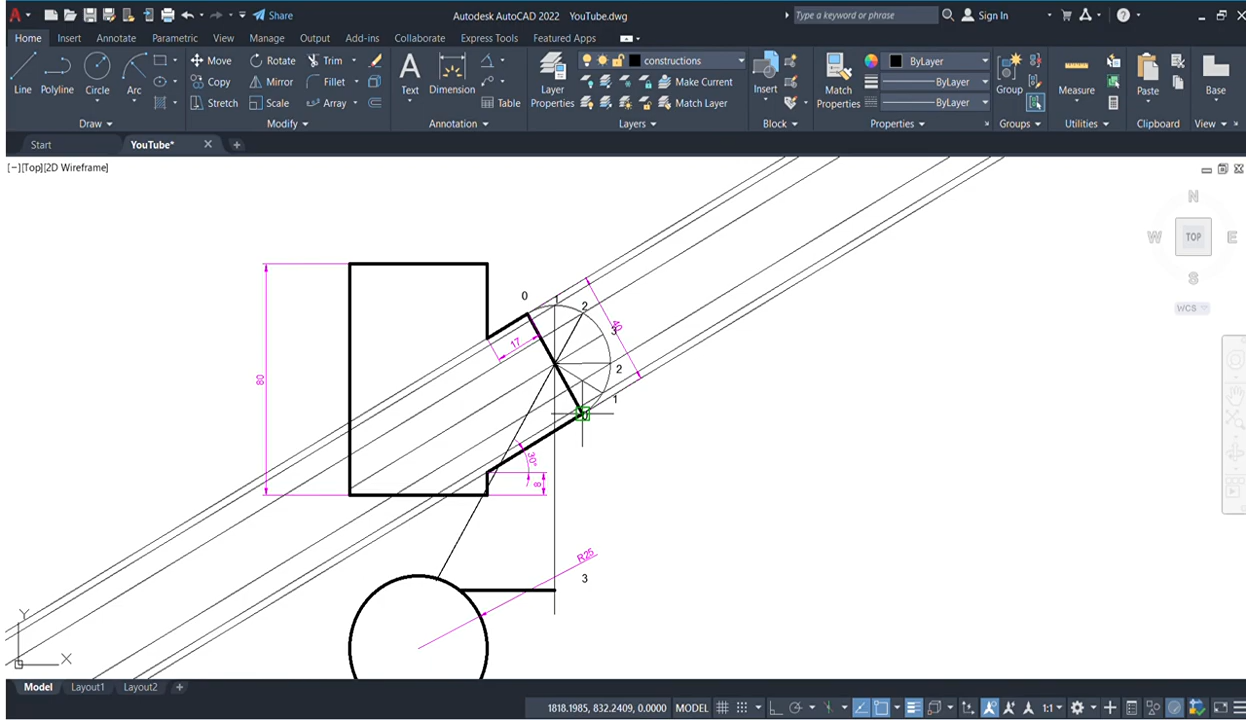 Share
Autodesk AutoCAD 2022 YouTube.dwg
Type a keyword or phrase
Sign In
Home Insert Annotate Parametric View Manage Output Add-ins Collaborate Express Tools Featured Apps
Line Polyline Circle Arc
Move Rotate Trim
Copy Mirror Fillet
Stretch Scale Array
Text Dimension Table
Layer Properties
constructions
Make Current
Match Layer
Insert
Match Properties
ByLayer
ByLayer
ByLayer
Group Measure Paste Base
Draw Modify Annotation Layers Block Properties Groups Utilities Clipboard View
Start YouTube*
[−][Top][2D Wireframe]
N
W TOP E
S
WCS
0 1 2
3
40
17
2
80
1
30°
8
R25
3
Y
X
Model Layout1 Layout2
1818.1985, 832.2409, 0.0000 MODEL 1:1